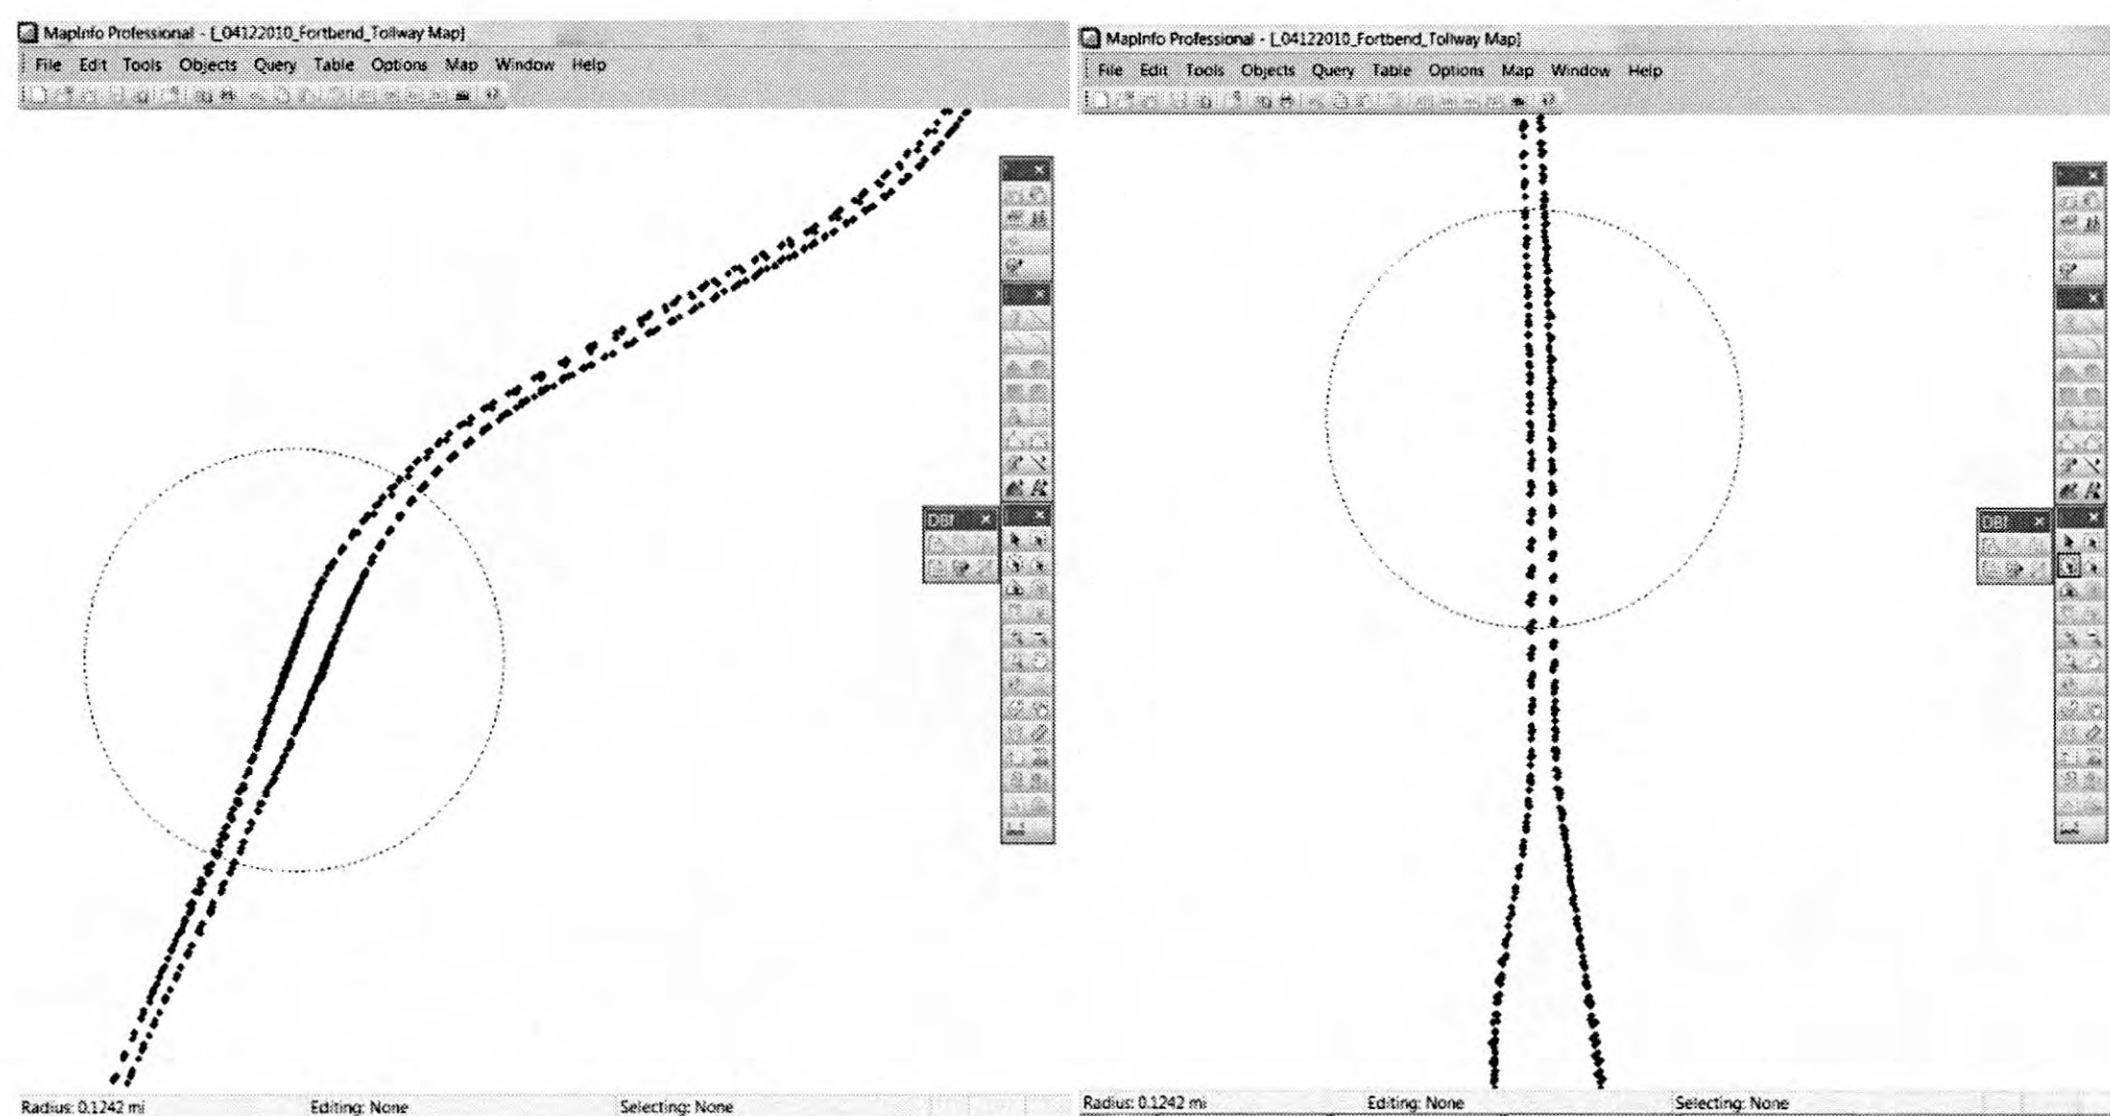 MapInfo Professional - [_04122010_Fortbend_Tollway Map]
File Edit Tools Objects Query Table Options Map Window Help
DBI
Radius: 0.1242 mi Editing: None Selecting: None
MapInfo Professional - [_04122010_Fortbend_Tollway Map]
File Edit Tools Objects Query Table Options Map Window Help
DBI
Radius: 0.1242 mi Editing: None Selecting: None